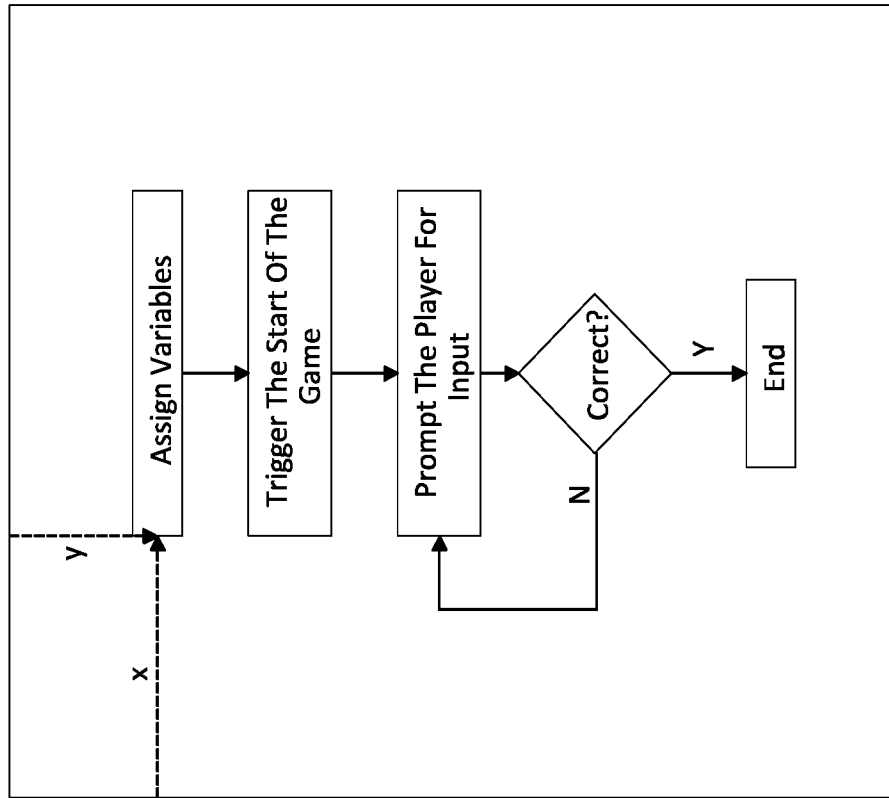 y
x
Assign Variables
Trigger The Start Of The
Game
Prompt The Player For
Input
Correct?
N
Y
End